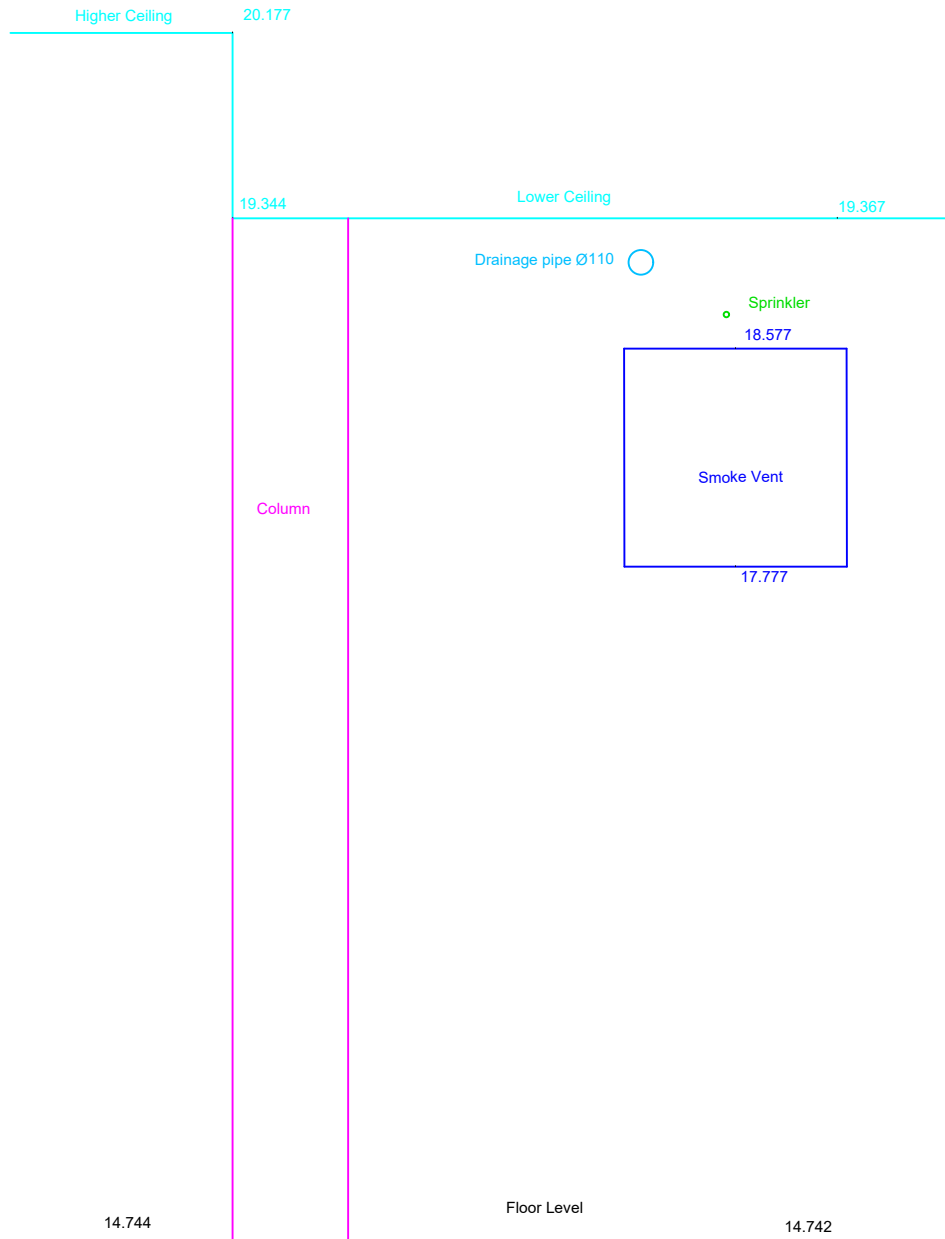 Higher Ceiling
20.177
19.344
Lower Ceiling
19.367
Drainage pipe Ø110
Sprinkler
18.577
Smoke Vent
Column
17.777
Floor Level
14.744
14.742